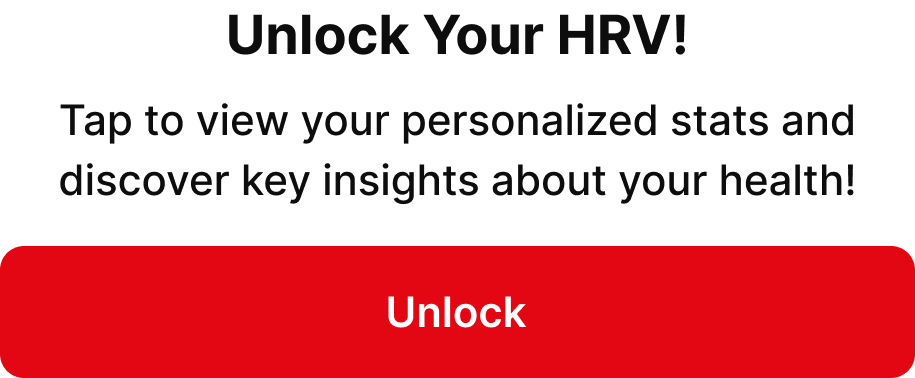 Unlock Your HRV!
Tap to view your personalized stats and
discover key insights about your health!
Unlock